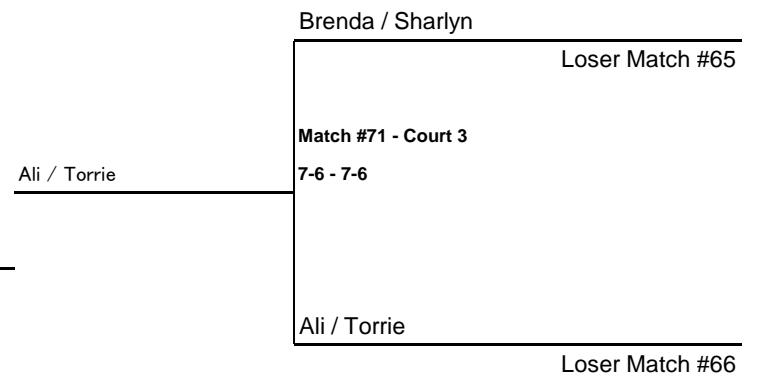 Brenda / Sharlyn
Loser Match #65
Match #71 - Court 3
Ali / Torrie
7-6 - 7-6
Ali / Torrie
Loser Match #66